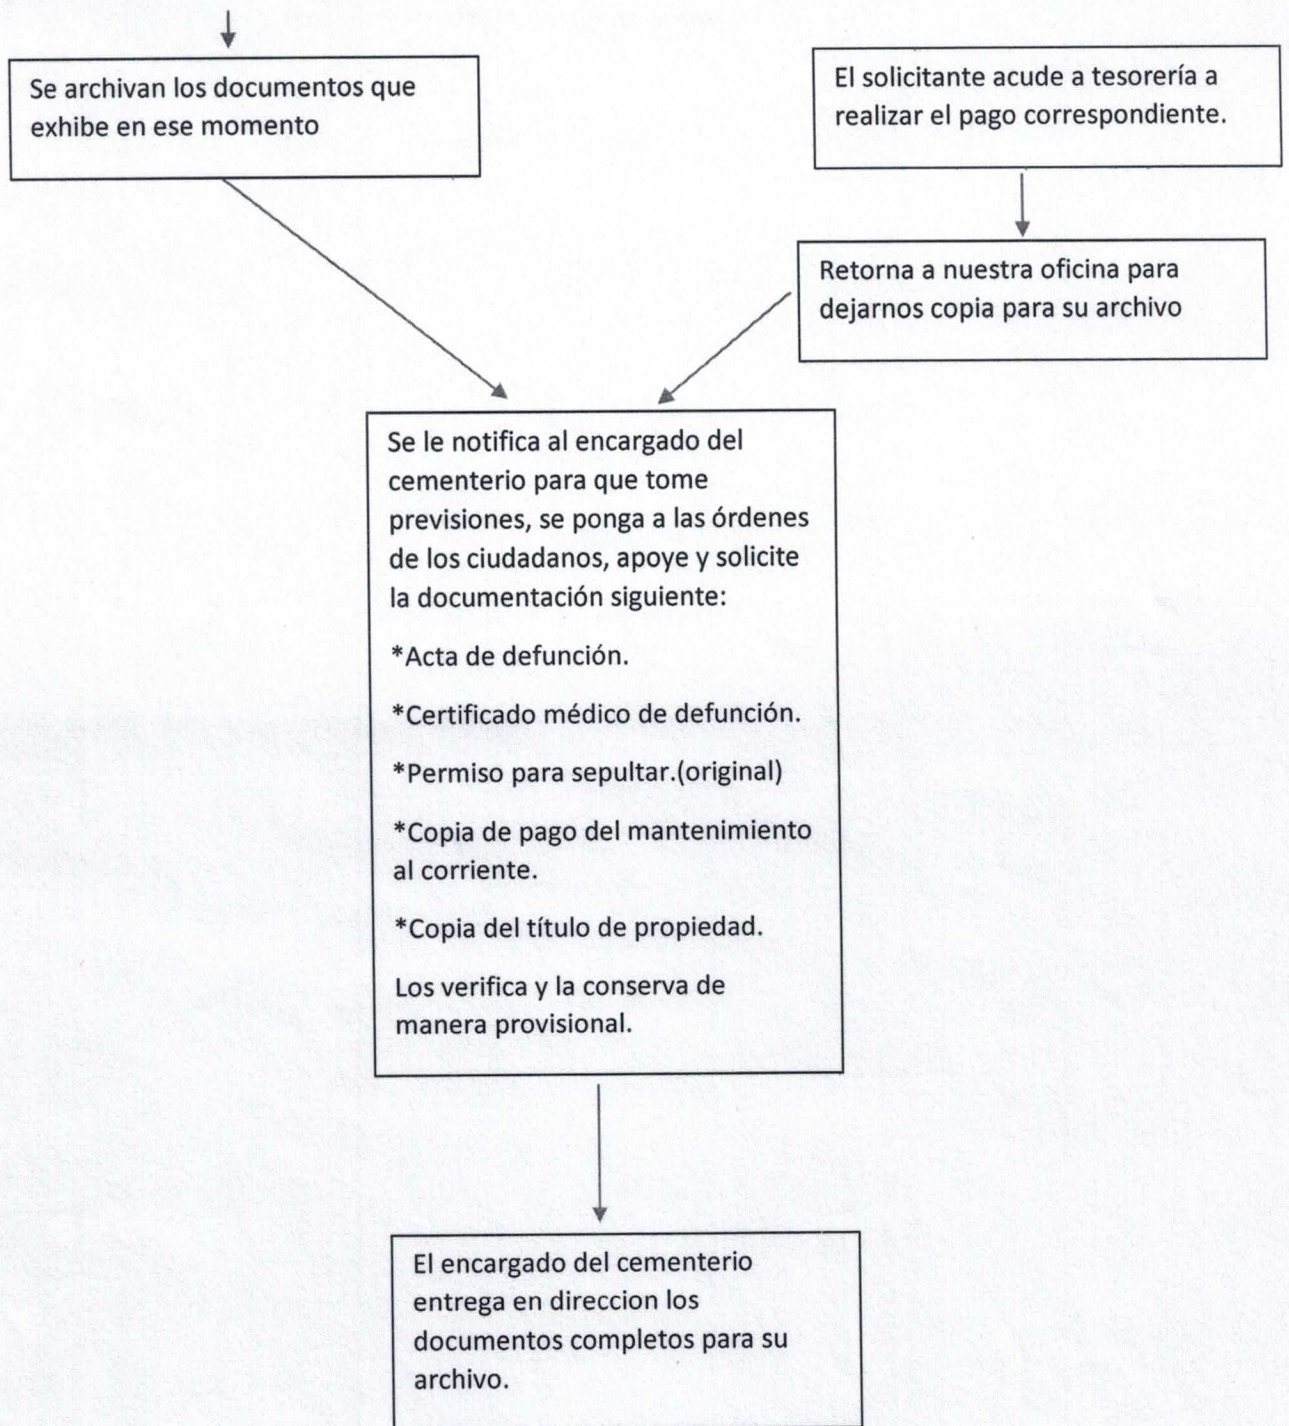 Se archivan los documentos que
exhibe en ese momento
El solicitante acude a tesorería a
realizar el pago correspondiente.
Retorna a nuestra oficina para
dejarnos copia para su archivo
Se le notifica al encargado del
cementerio para que tome
previsiones, se ponga a las órdenes
de los ciudadanos, apoye y solicite
la documentación siguiente:
*Acta de defunción.
*Certificado médico de defunción.
*Permiso para sepultar.(original)
*Copia de pago del mantenimiento
al corriente.
*Copia del título de propiedad.
Los verifica y la conserva de
manera provisional.
El encargado del cementerio
entrega en direccion los
documentos completos para su
archivo.